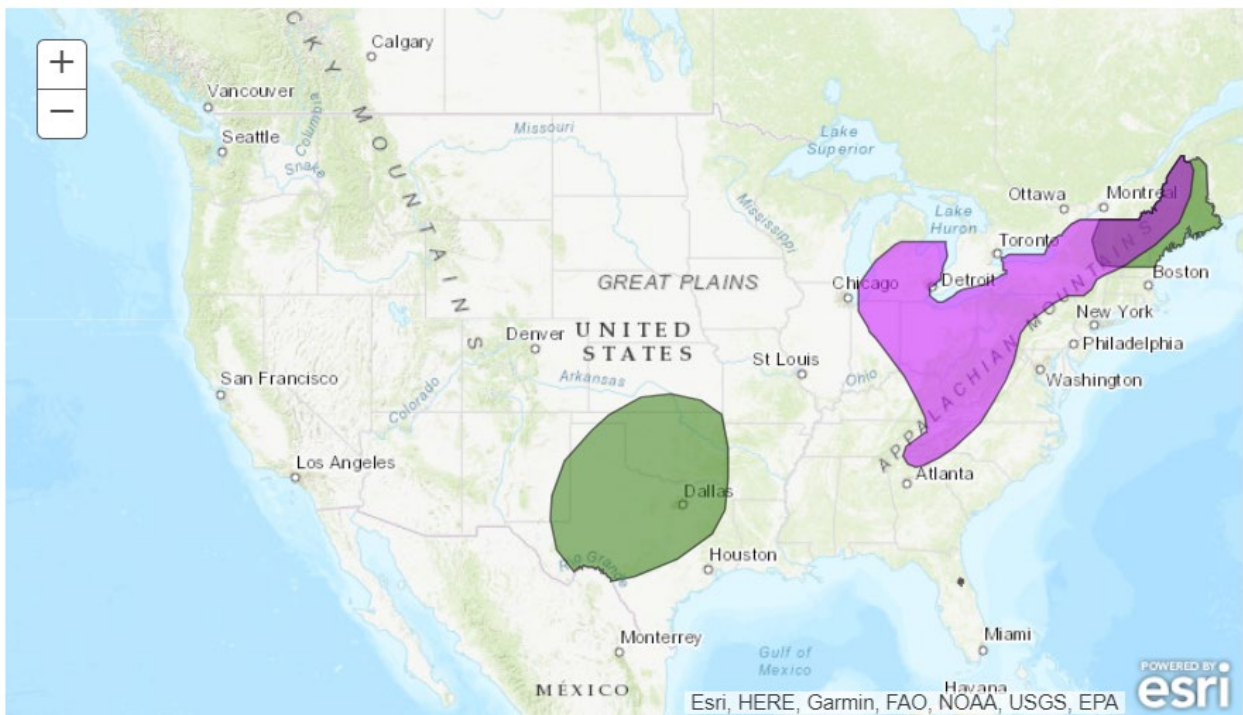 +
−
Calgary
Vancouver
Seattle
Columbia
Snake
CKY MOUNTAINS
Missouri
Mississippi
Lake
Superior
Lake
Huron
Ottawa
Montreal
Toronto
Detroit
Chicago
Boston
New York
Philadelphia
Washington
GREAT PLAINS
UNITED
STATES
Denver
St Louis
Ohio
Arkansas
Colorado
San Francisco
Los Angeles
APPALACHIAN MOUNTAINS
Atlanta
Dallas
Houston
Rio Grande
Monterrey
MÉXICO
Gulf of
Mexico
Miami
Havana
Esri, HERE, Garmin, FAO, NOAA, USGS, EPA
POWERED BY
esri